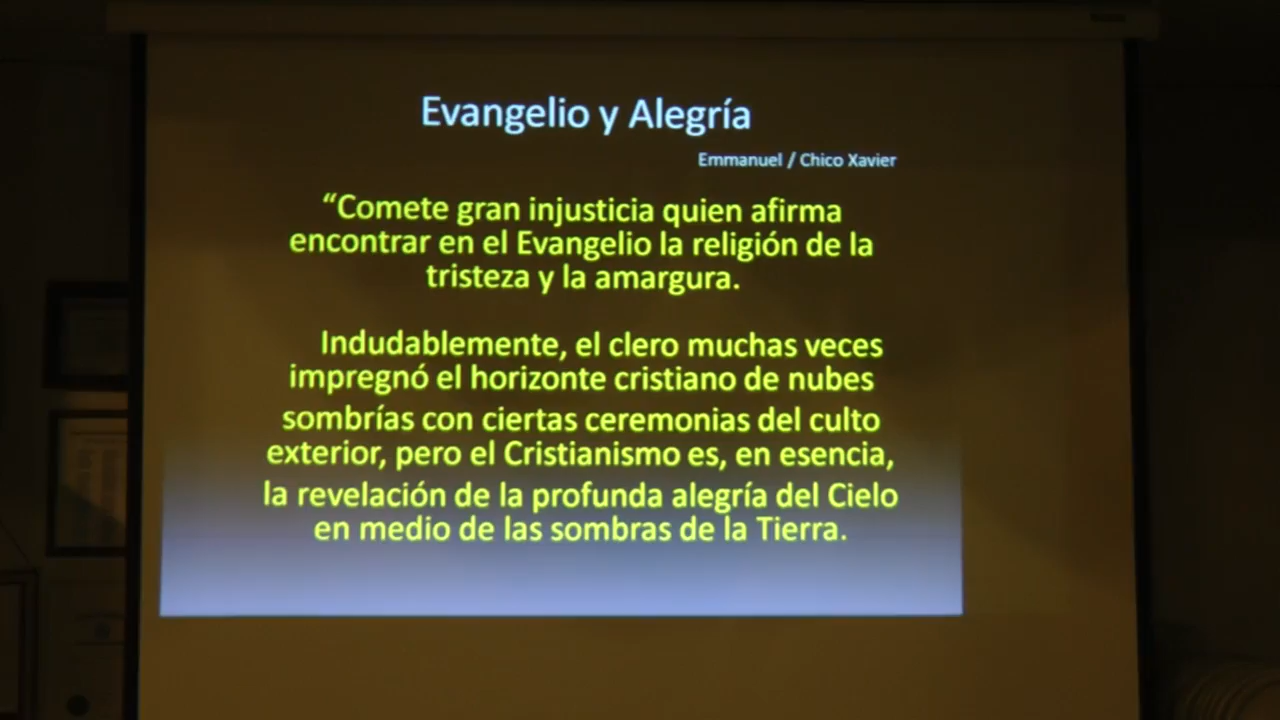 Evangelio y Alegría
Emmanuel / Chico Xavier
“Comete gran injusticia quien afirma
encontrar en el Evangelio la religión de la
tristeza y la amargura.
Indudablemente, el clero muchas veces
impregnó el horizonte cristiano de nubes
sombrías con ciertas ceremonias del culto
exterior, pero el Cristianismo es, en esencia,
la revelación de la profunda alegría del Cielo
en medio de las sombras de la Tierra.